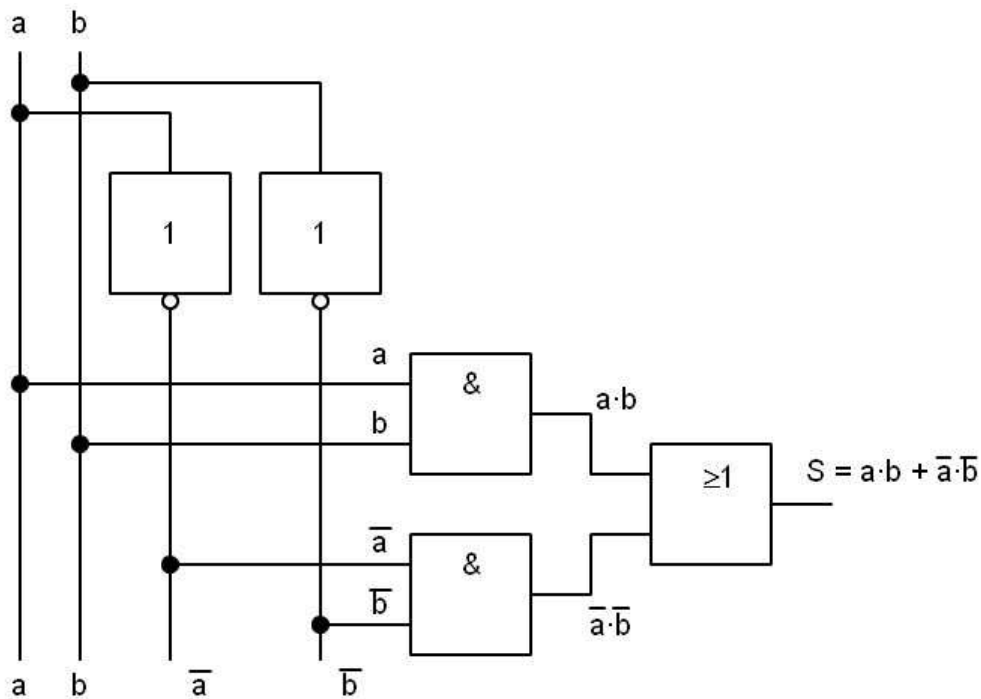 a b
1 1
a
&
b
a·b
≥1
S = a·b + a̅·b̅
a̅
&
b̅
a̅·b̅
a b a̅ b̅